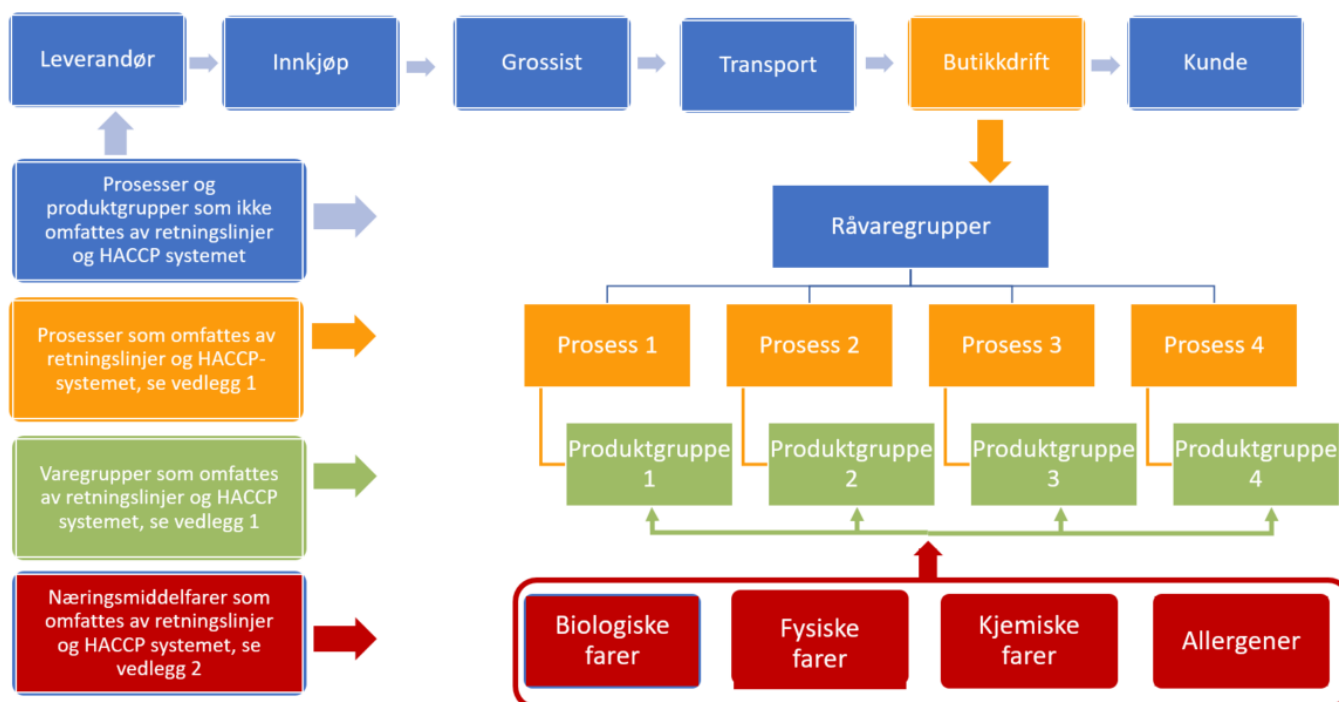 Leverandør
Innkjøp
Grossist
Transport
Butikkdrift
Kunde
Prosesser og
produktgrupper som ikke
omfattes av retningslinjer
og HACCP systemet
Råvaregrupper
Prosesser som omfattes av
retningslinjer og HACCP-
systemet, se vedlegg 1
Prosess 1
Prosess 2
Prosess 3
Prosess 4
Varegrupper som omfattes
av retningslinjer og HACCP
systemet, se vedlegg 1
Produktgruppe
1
Produktgruppe
2
Produktgruppe
3
Produktgruppe
4
Næringsmiddelfarer som
omfattes av retningslinjer
og HACCP systemet, se
vedlegg 2
Biologiske
farer
Fysiske
farer
Kjemiske
farer
Allergener